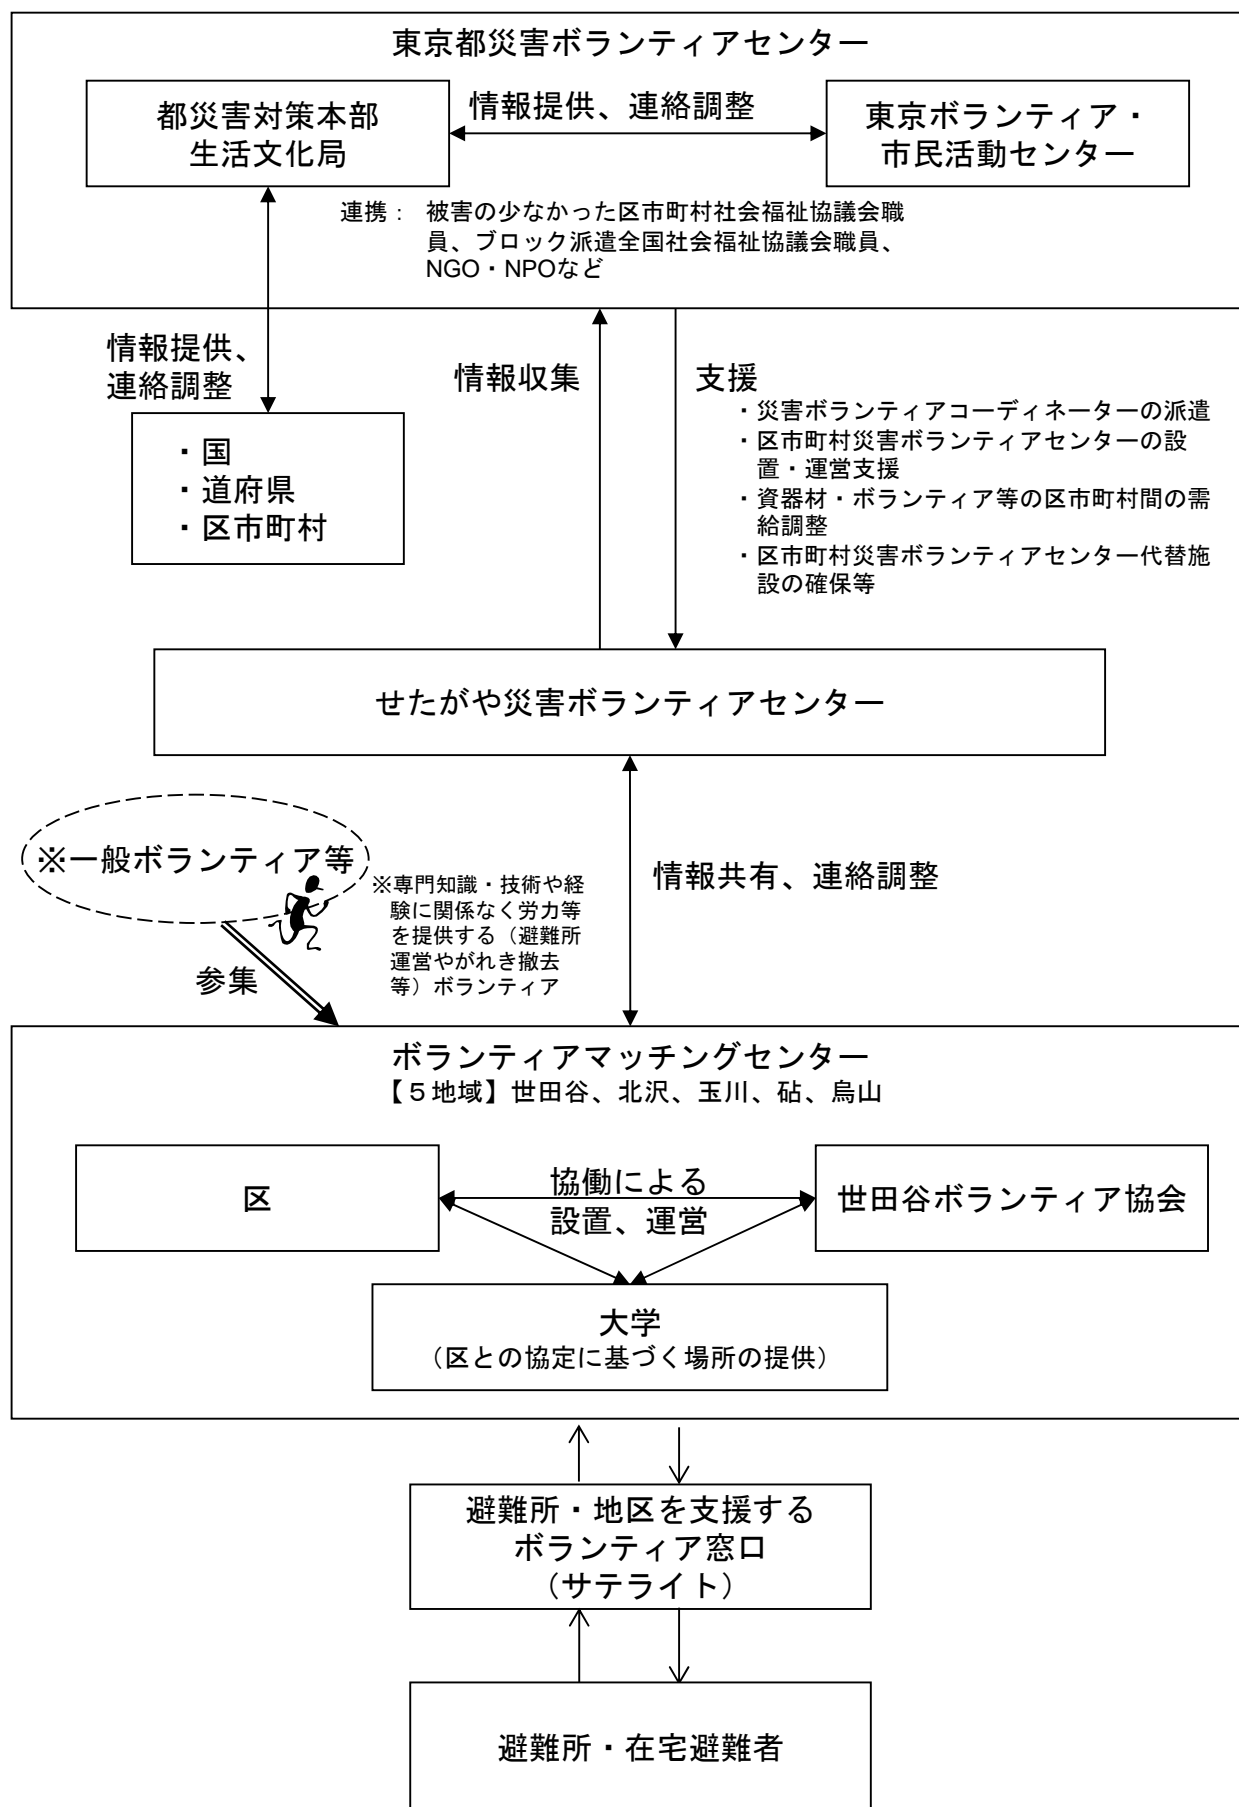 東京都災害ボランティアセンター
都災害対策本部
生活文化局
情報提供、連絡調整
東京ボランティア・
市民活動センター
連携： 被害の少なかった区市町村社会福祉協議会職
員、ブロック派遣全国社会福祉協議会職員、
NGO・NPOなど
情報提供、
連絡調整
情報収集
支援
・災害ボランティアコーディネーターの派遣
・区市町村災害ボランティアセンターの設
置・運営支援
・資器材・ボランティア等の区市町村間の需
給調整
・区市町村災害ボランティアセンター代替施
設の確保等
・国
・道府県
・区市町村
せたがや災害ボランティアセンター
※一般ボランティア等
※専門知識・技術や経
験に関係なく労力等
を提供する（避難所
運営やがれき撤去
等）ボランティア
情報共有、連絡調整
参集
ボランティアマッチングセンター
【５地域】世田谷、北沢、玉川、砧、烏山
区
協働による
設置、運営
世田谷ボランティア協会
大学
（区との協定に基づく場所の提供）
避難所・地区を支援する
ボランティア窓口
（サテライト）
避難所・在宅避難者